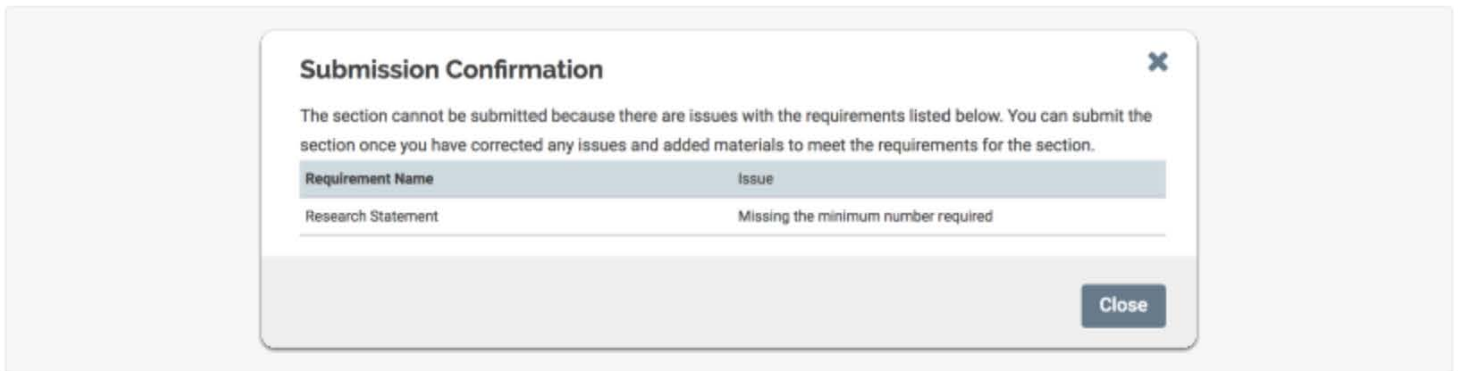 Submission Confirmation
The section cannot be submitted because there are issues with the requirements listed below. You can submit the
section once you have corrected any issues and added materials to meet the requirements for the section.
Requirement Name Issue
Research Statement Missing the minimum number required
Close